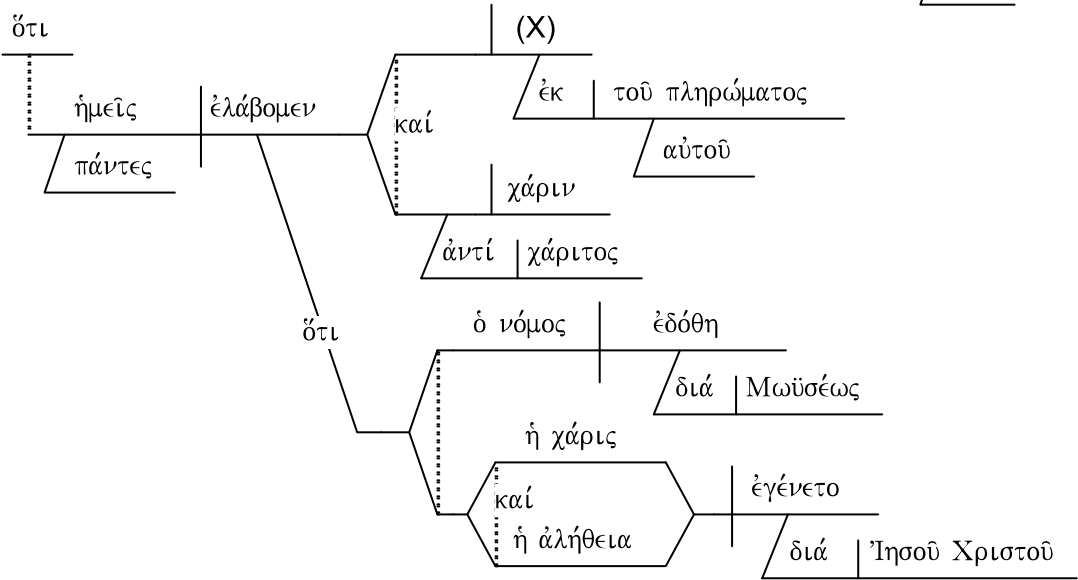 ὅτι
(X)
ἐκ τοῦ πληρώματος
ἡμεῖς ἐλάβομεν
καί
πάντες
αὐτοῦ
χάριν
ἀντί χάριτος
ὅτι
ὁ νόμος ἐδόθη
διά Μωϋσέως
ἡ χάρις
καί
ἐγένετο
ἡ ἀλήθεια
διά Ἰησοῦ Χριστοῦ